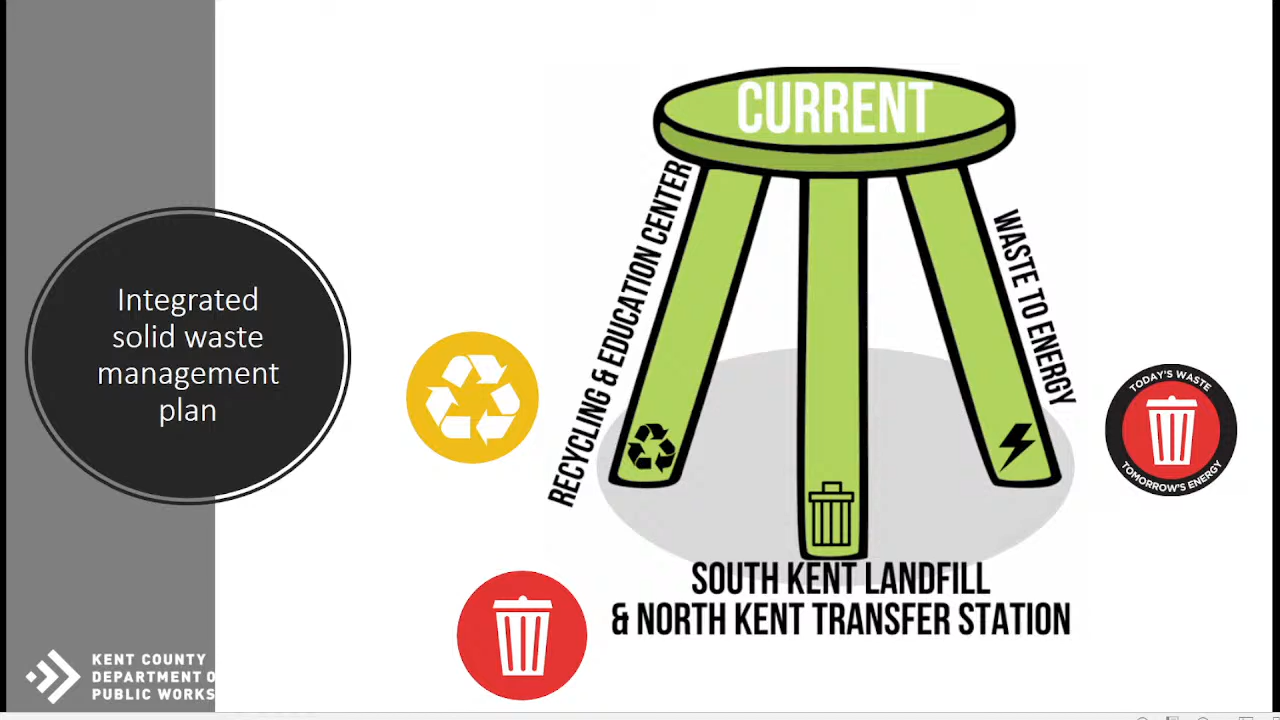 Integrated
solid waste
management
plan
CURRENT
RECYCLING & EDUCATION CENTER
WASTE TO ENERGY
TODAY'S WASTE
TOMORROW'S ENERGY
SOUTH KENT LANDFILL
& NORTH KENT TRANSFER STATION
KENT COUNTY
DEPARTMENT O
PUBLIC WORKS